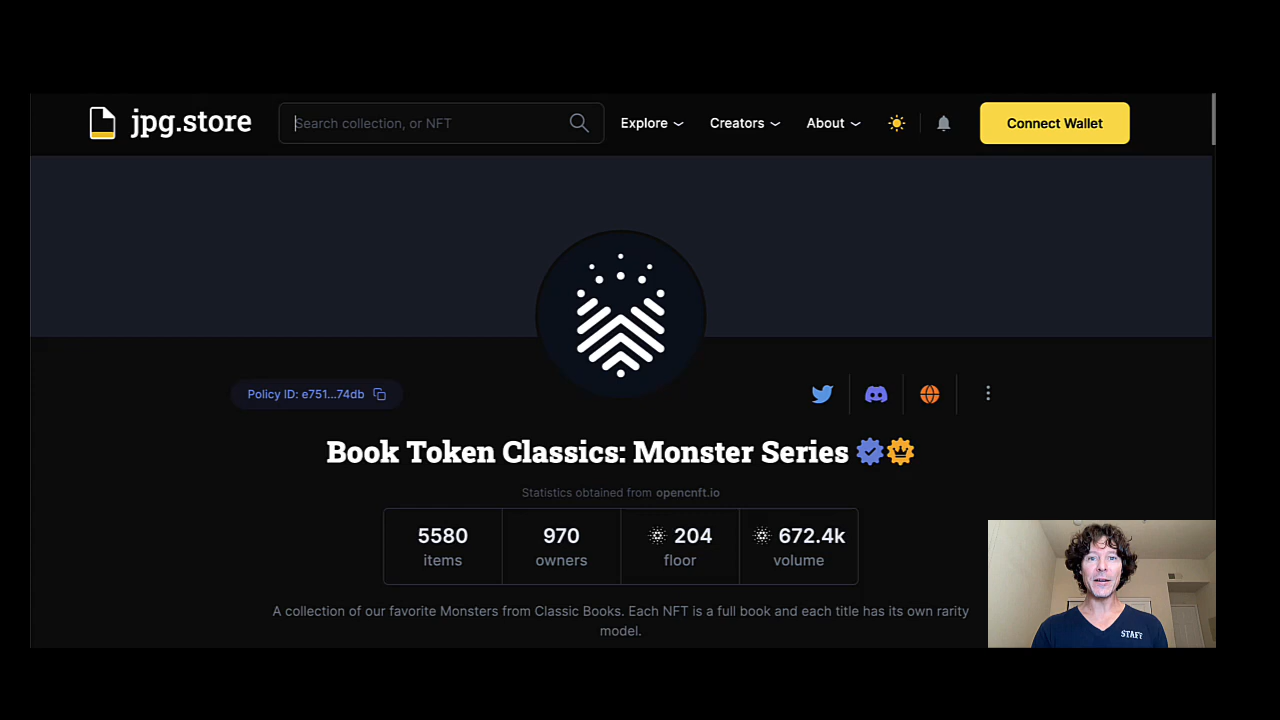 jpg.store
Search collection, or NFT
Explore
Creators
About
Connect Wallet
Policy ID: e751...74db
Book Token Classics: Monster Series
Statistics obtained from opencnft.io
5580
items
970
owners
204
floor
672.4k
volume
A collection of our favorite Monsters from Classic Books. Each NFT is a full book and each title has its own rarity
model.
STAFF